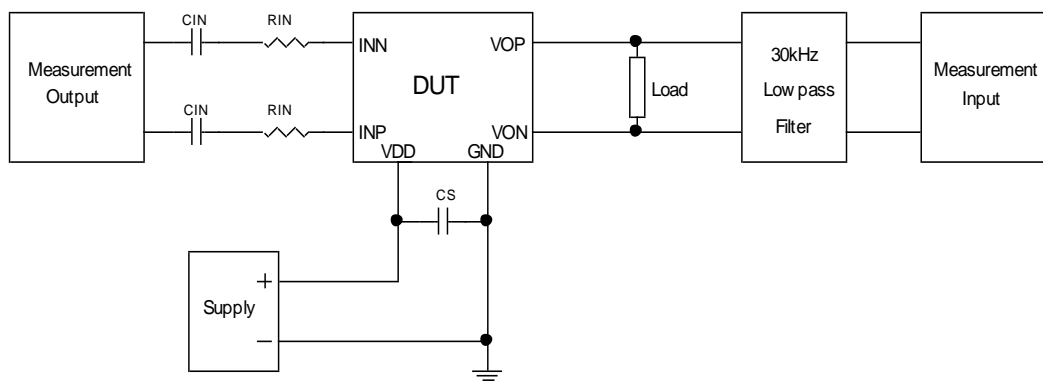 CIN
RIN
INN
VOP
Measurement
Output
DUT
Load
30kHz
Low pass
Filter
Measurement
Input
CIN
RIN
INP
VON
VDD
GND
CS
+
Supply
−